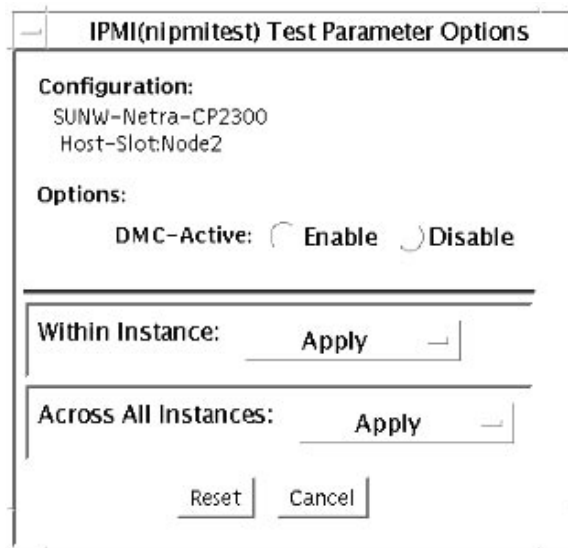 IPMI(nipmitest) Test Parameter Options
Configuration:
SUNW-Netra-CP2300
Host-Slot:Node2
Options:
DMC-Active: Enable Disable
Within Instance: Apply
Across All Instances: Apply
Reset Cancel